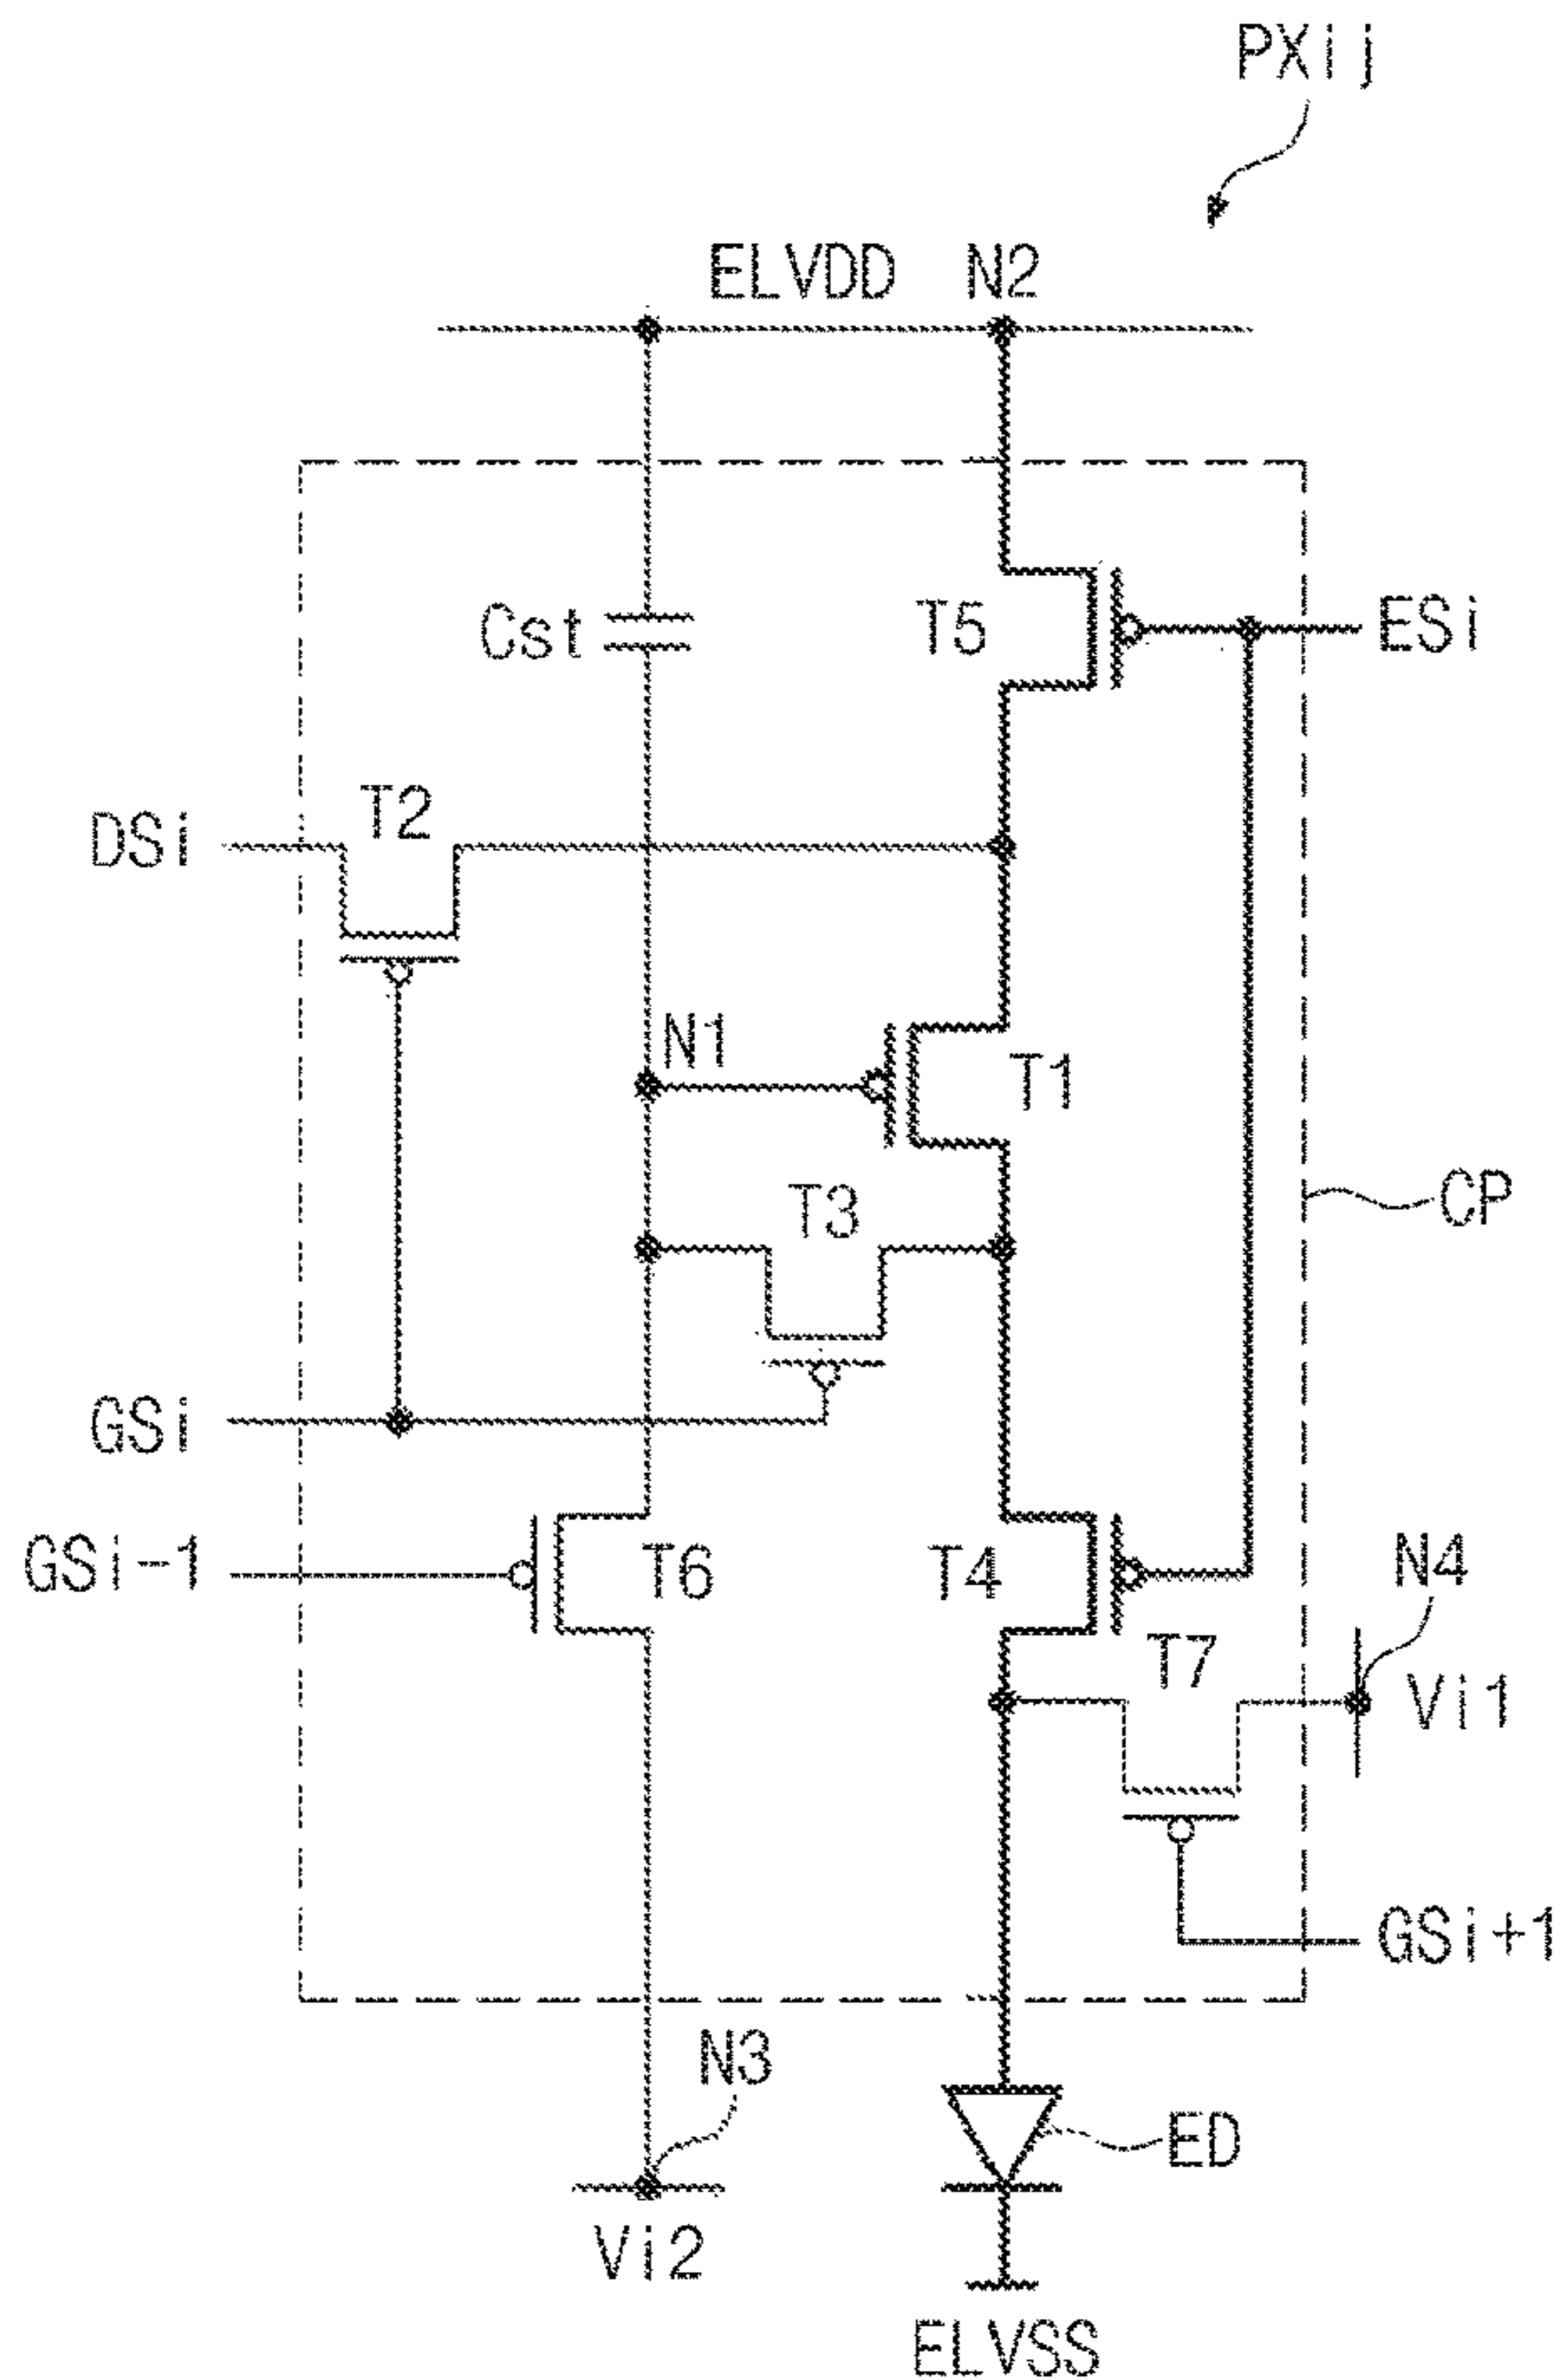 PXij
ELVDD N2
Cst
T5
ESi
T2
DSi
N1
T1
T3
CP
GSi
GSi-1
T6
T4
N4
T7
Vi1
GSi+1
N3
ED
Vi2
ELVSS